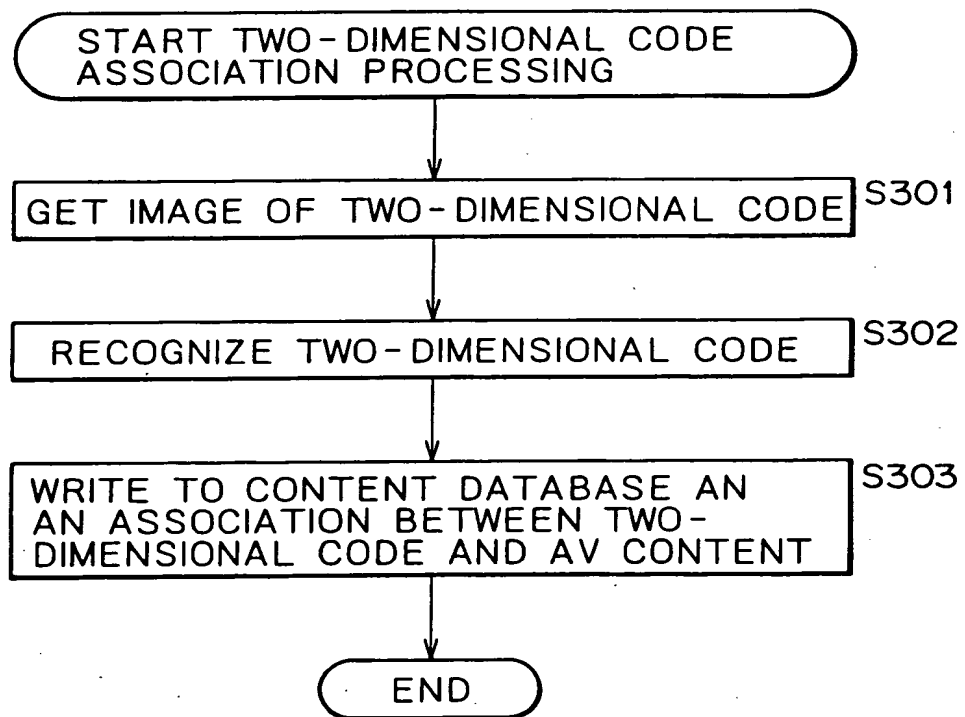 START TWO-DIMENSIONAL CODE
ASSOCIATION PROCESSING
GET IMAGE OF TWO-DIMENSIONAL CODE
S301
RECOGNIZE TWO-DIMENSIONAL CODE
S302
WRITE TO CONTENT DATABASE AN
AN ASSOCIATION BETWEEN TWO-
DIMENSIONAL CODE AND AV CONTENT
S303
END